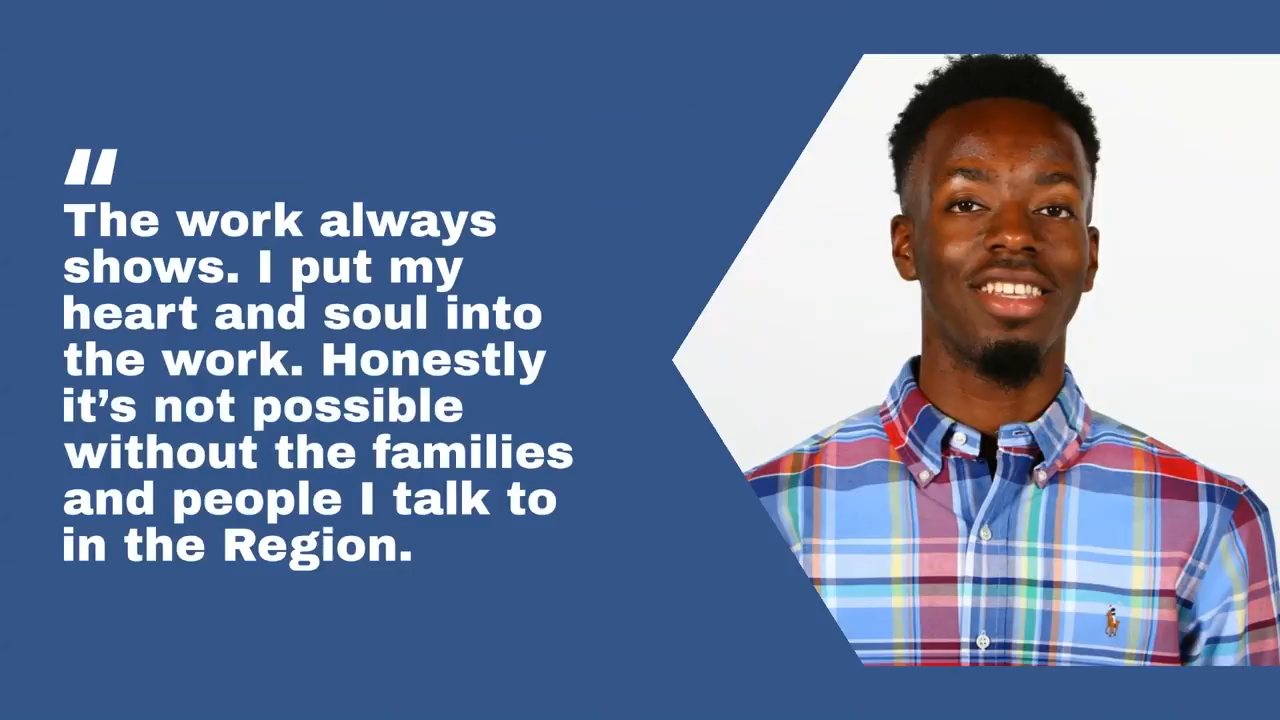 "
The work always
shows. I put my
heart and soul into
the work. Honestly
it’s not possible
without the families
and people I talk to
in the Region.